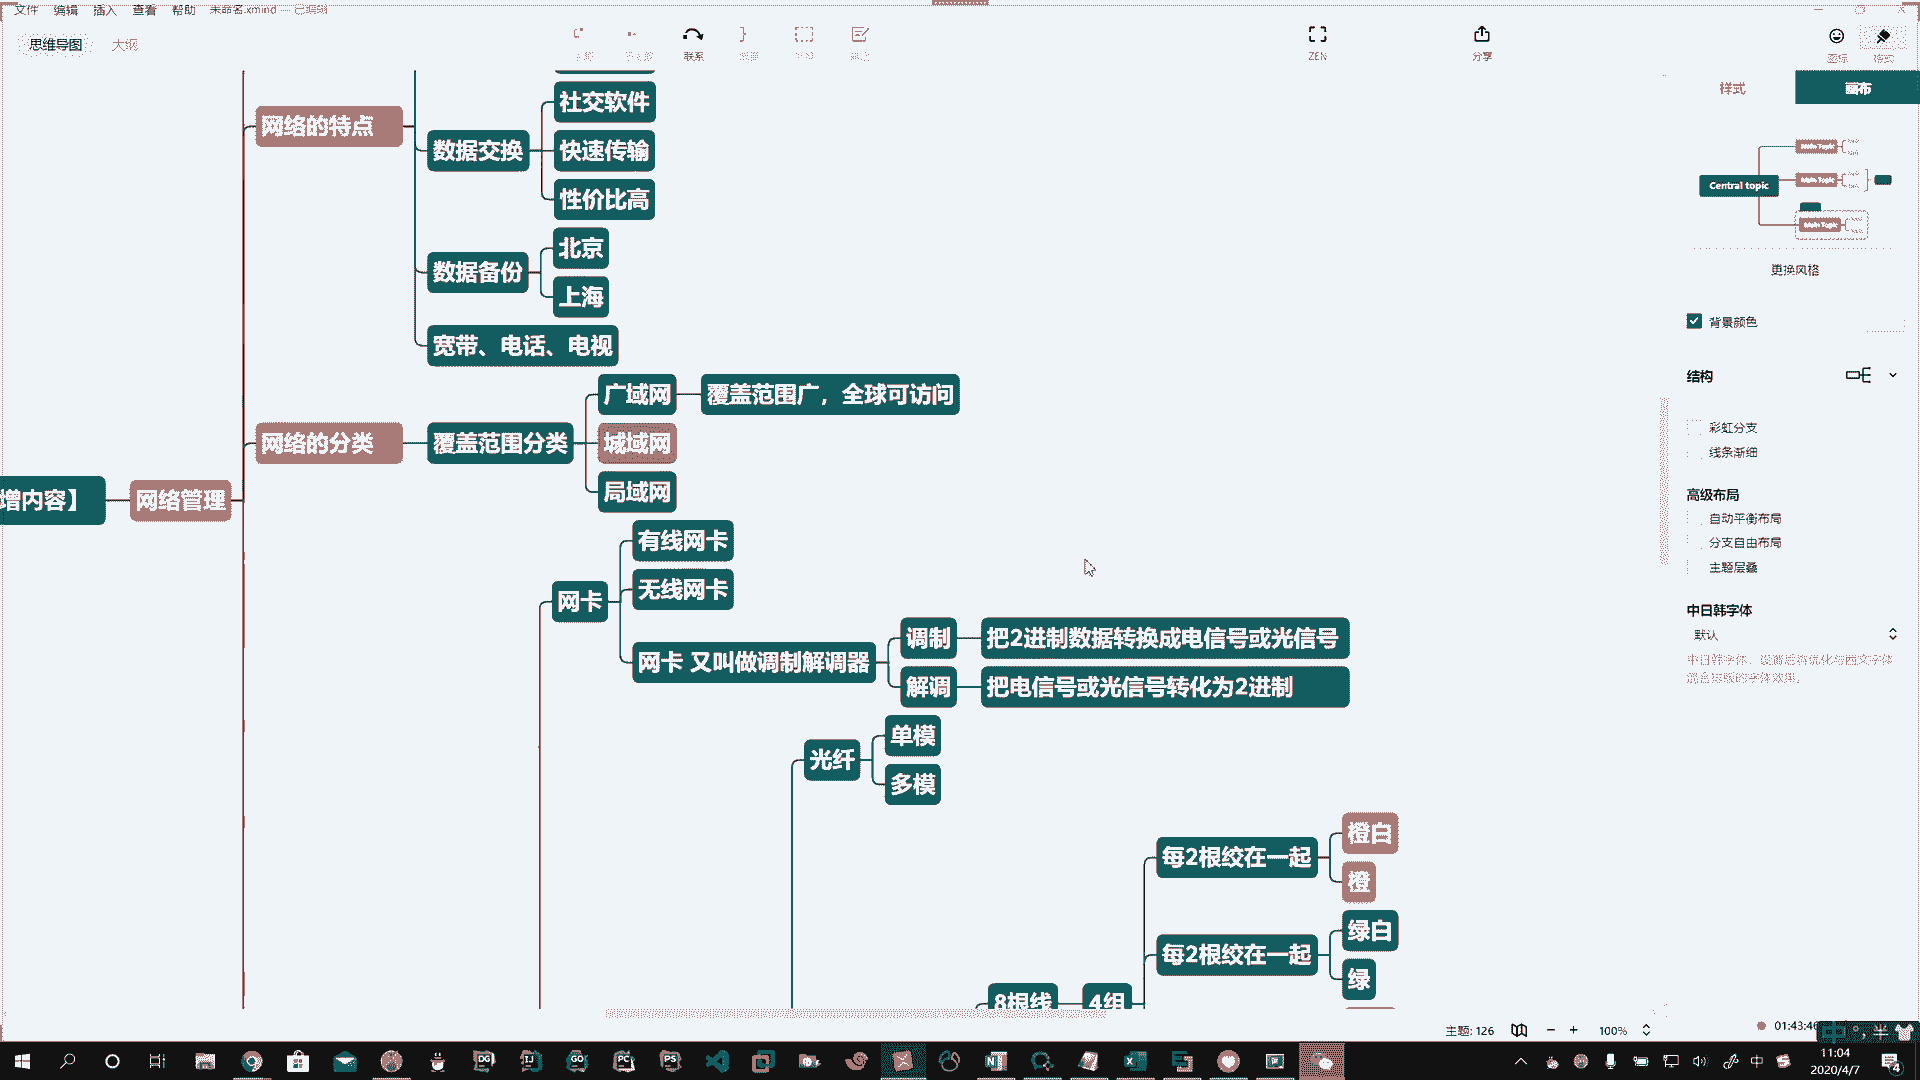 文件 编辑 插入 查看 帮助 未命名.xmind — 已编辑
思维导图 大纲
联系
ZEN
分享
图标 格式
样式 画布
网络的特点
社交软件
数据交换
快速传输
性价比高
数据备份
北京
上海
宽带、电话、电视
网络的分类
覆盖范围分类
广域网
覆盖范围广，全球可访问
城域网
局域网
增内容】
网络管理
网卡
有线网卡
无线网卡
网卡 又叫做调制解调器
调制
把2进制数据转换成电信号或光信号
解调
把电信号或光信号转化为2进制
光纤
单模
多模
每2根绞在一起
橙白
橙
每2根绞在一起
绿白
绿
8根线
4组
Central topic
Main Topic
Main Topic
Main Topic
更换风格
背景颜色
结构
彩虹分支
线条渐细
高级布局
自动平衡布局
分支自由布局
主题层叠
中日韩字体
默认
主题: 126
100%
01:43:46
中
11:04
2020/4/7